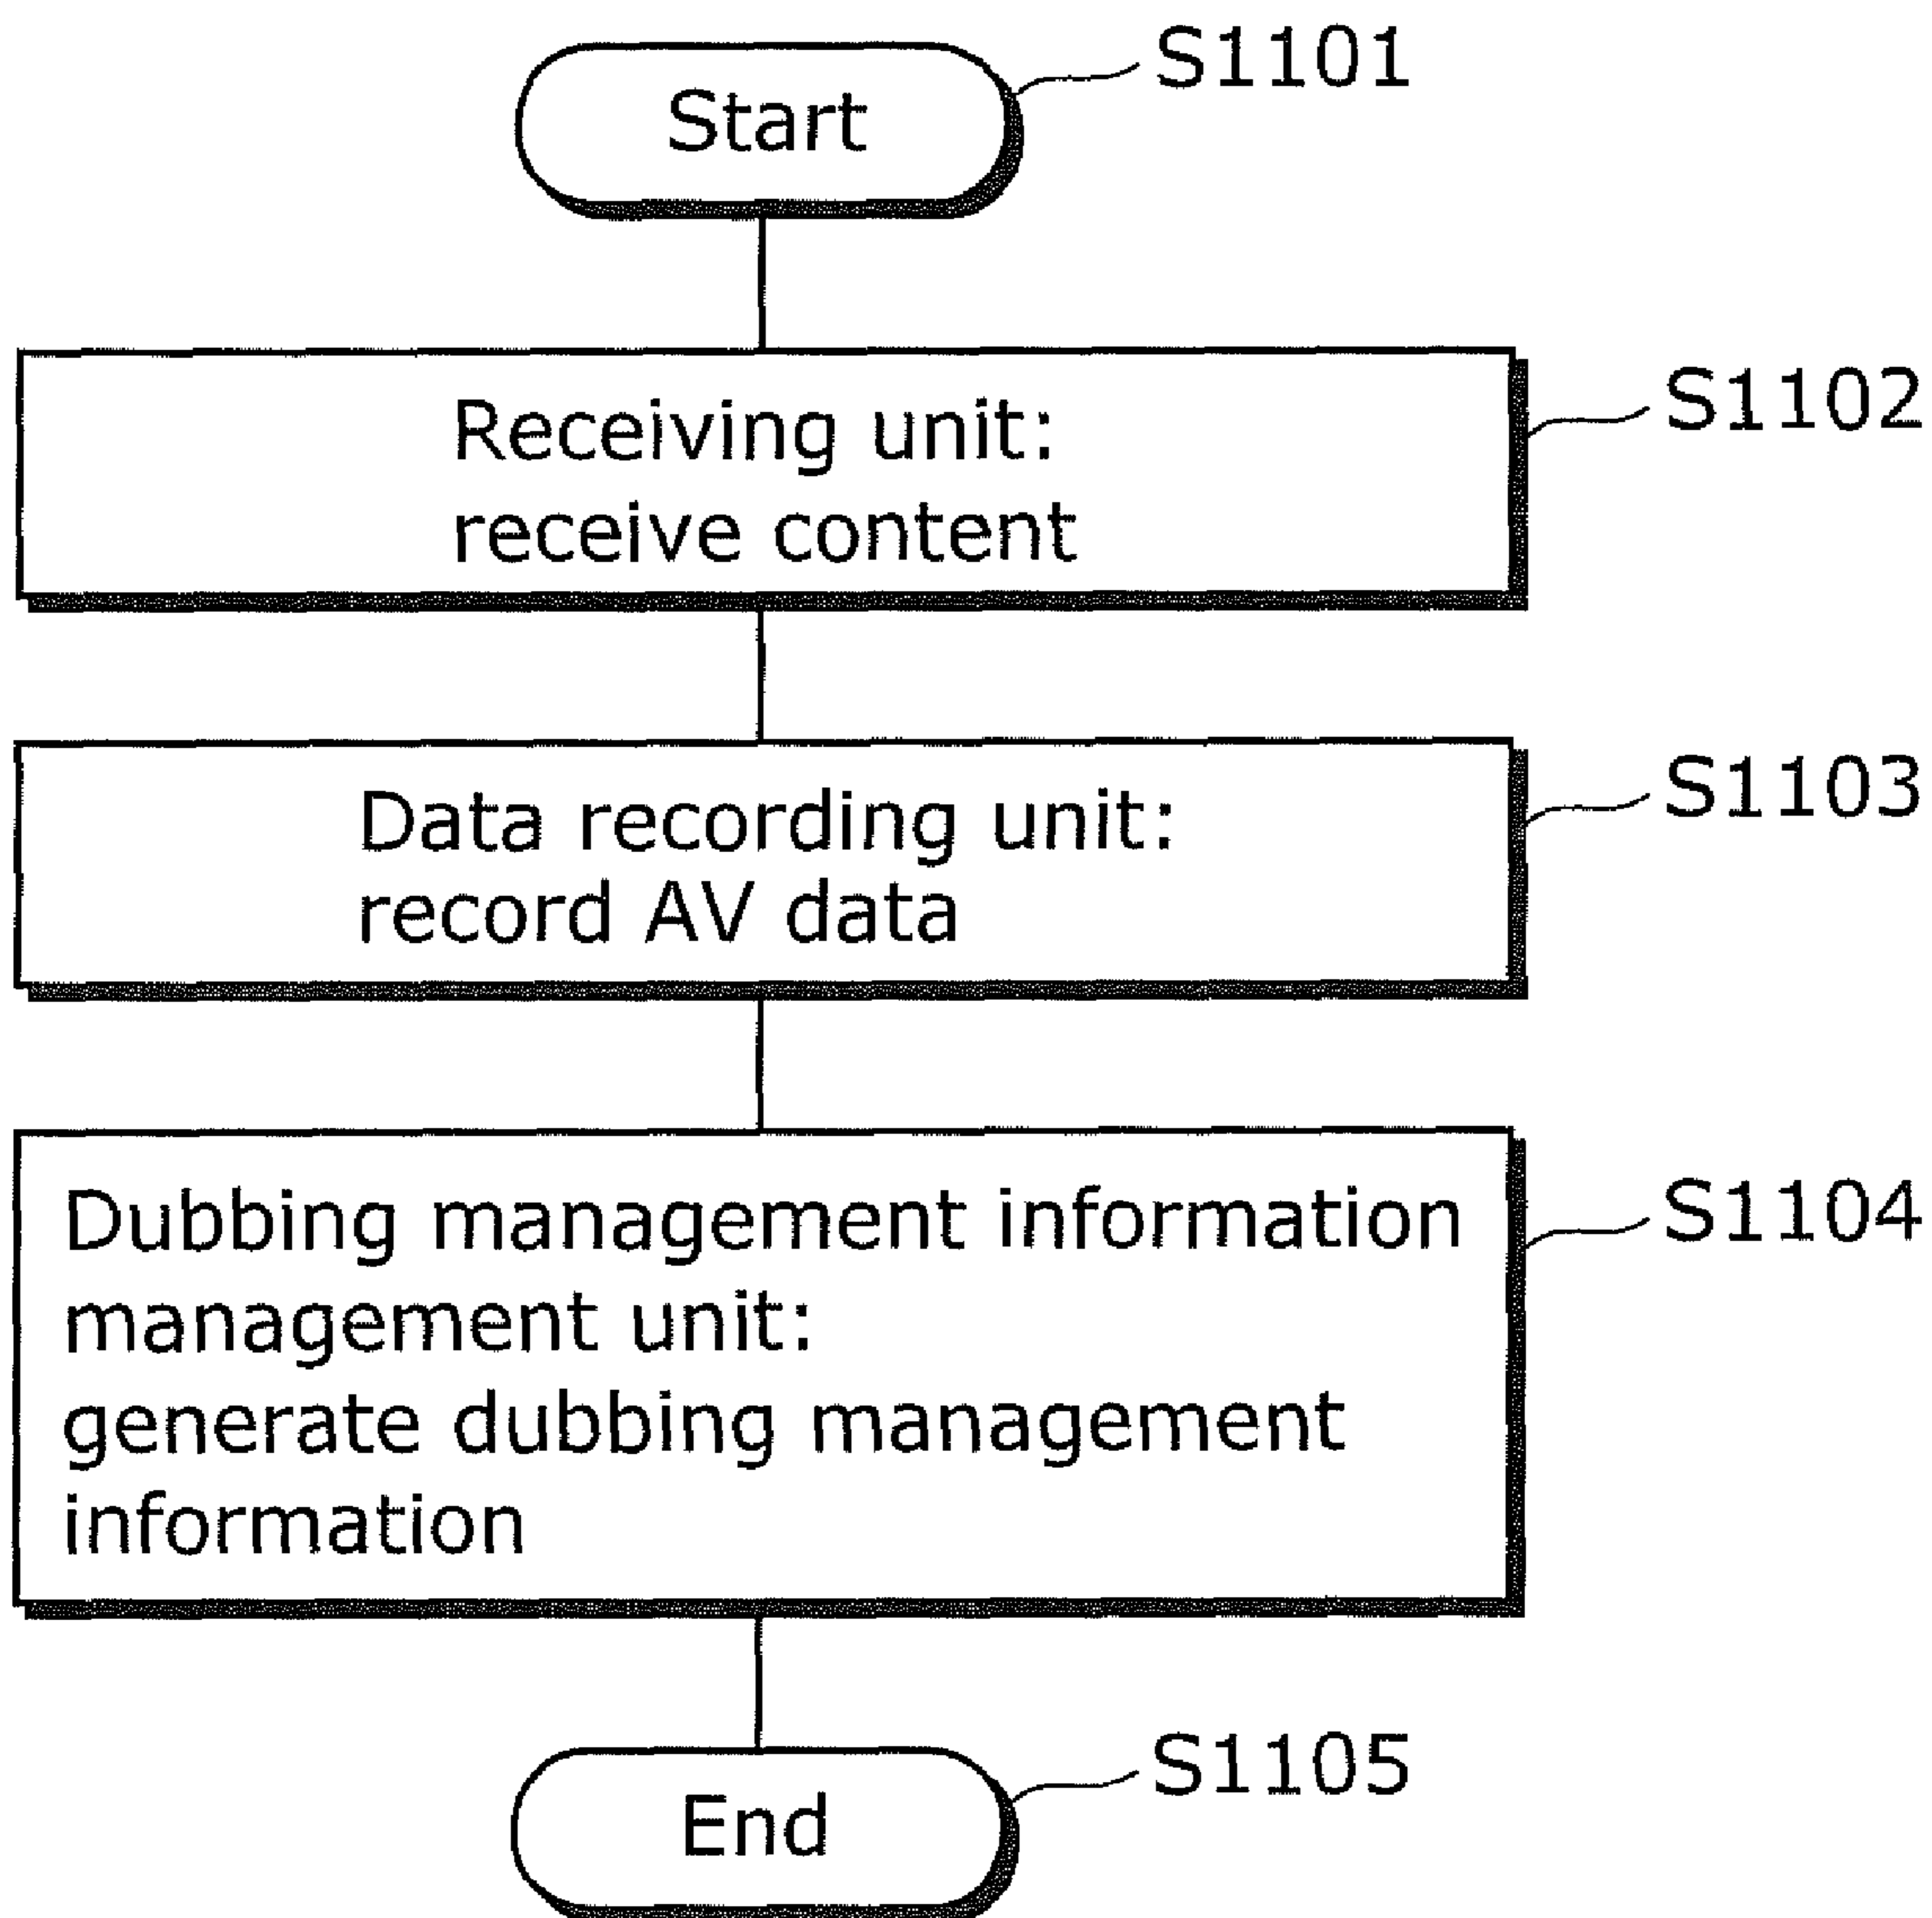 Start
S1101
Receiving unit:
receive content
S1102
Data recording unit:
record AV data
S1103
Dubbing management information
management unit:
generate dubbing management
information
S1104
End
S1105